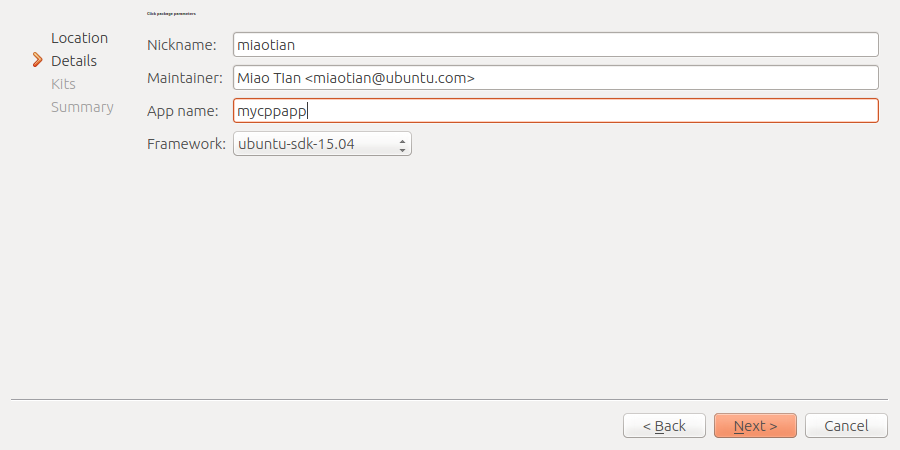 Click package parameters
Location
Details
Kits
Summary
Nickname: miaotian
Maintainer: Miao TIan <miaotian@ubuntu.com>
App name: mycppapp
Framework: ubuntu-sdk-15.04
< Back Next > Cancel